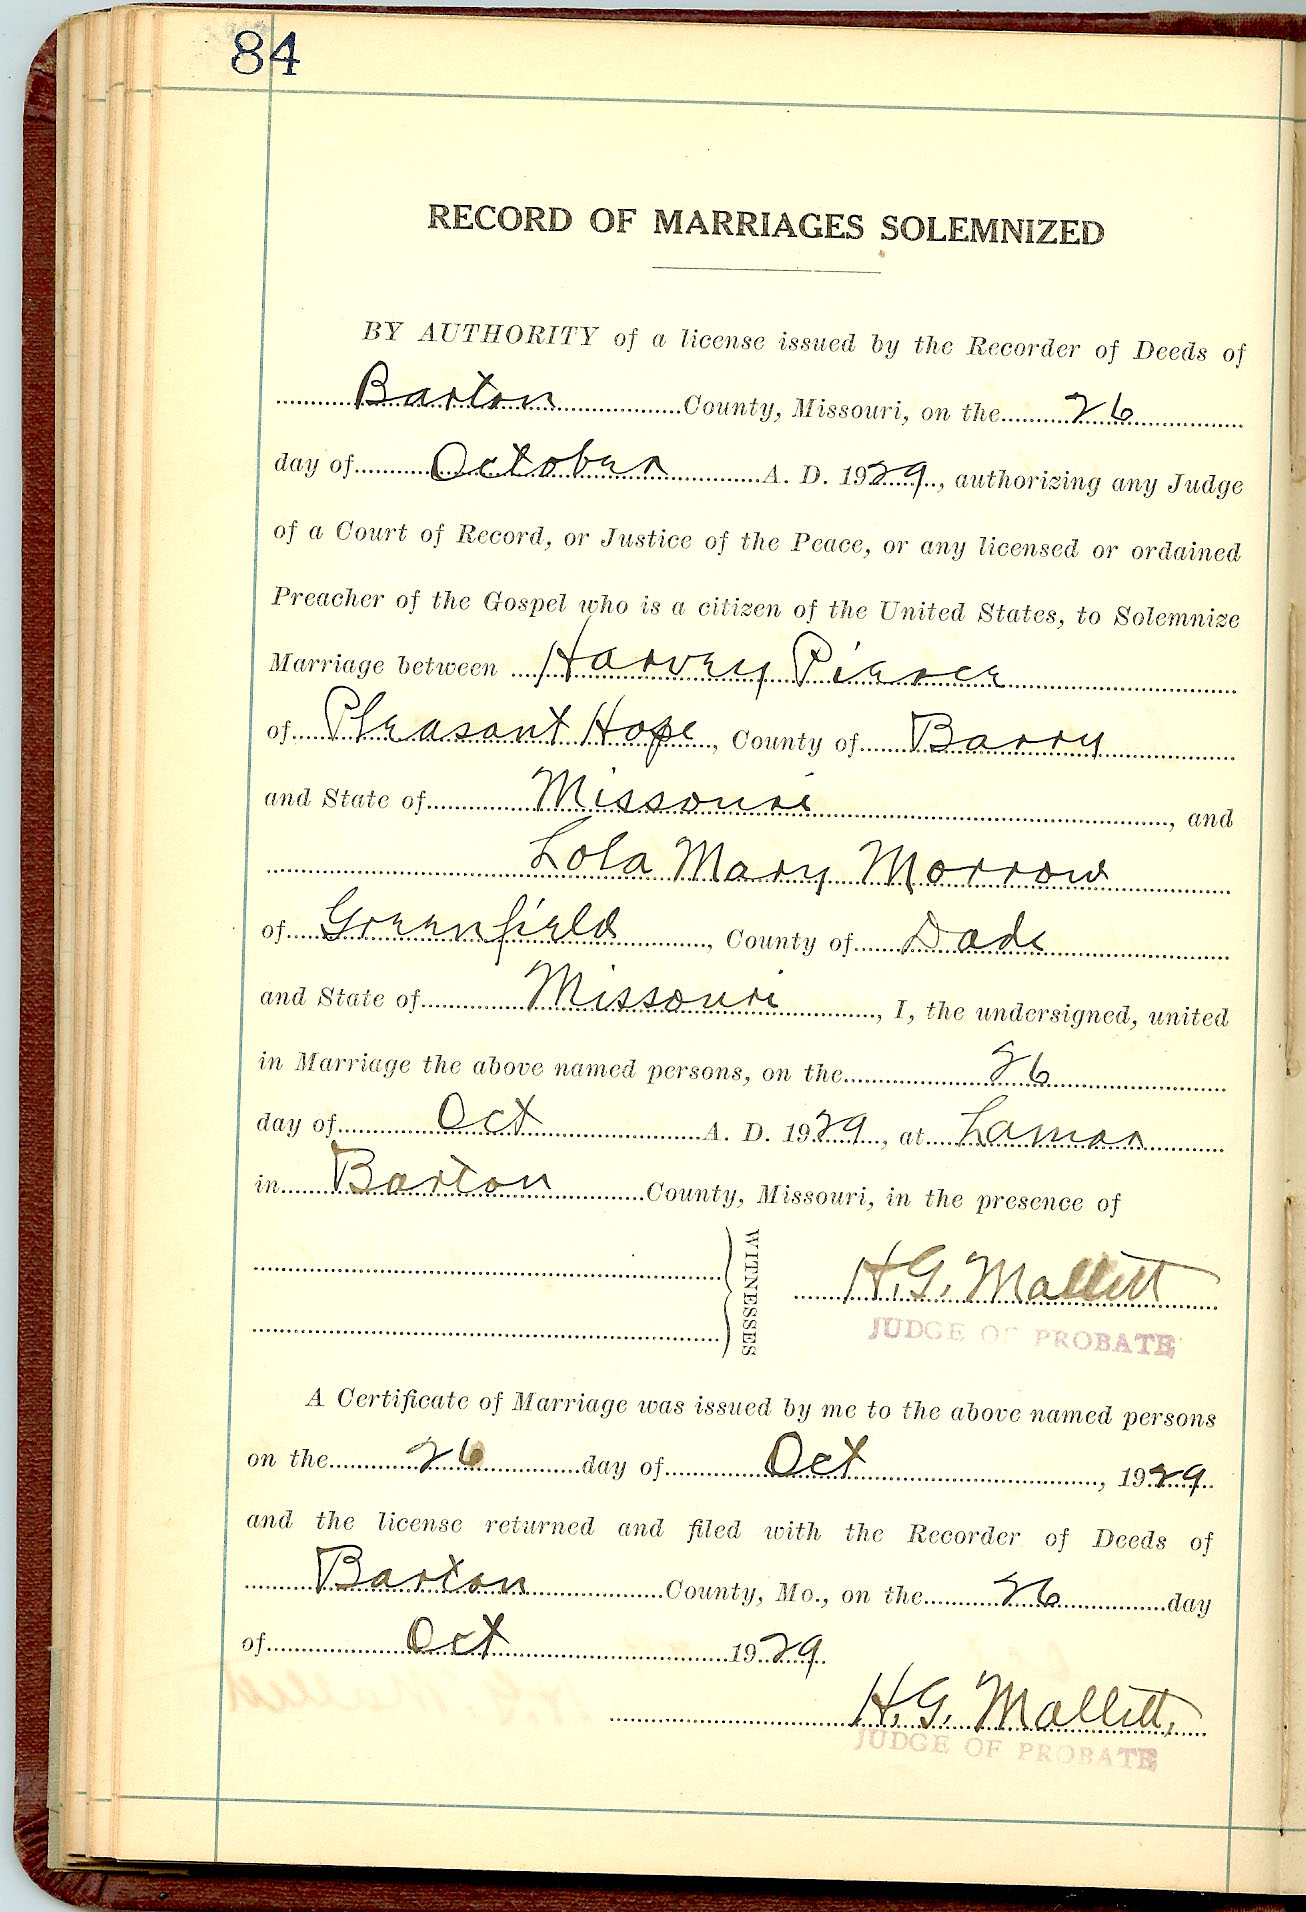 84
RECORD OF MARRIAGES SOLEMNIZED
BY AUTHORITY of a license issued by the Recorder of Deeds of
Barton County, Missouri, on the 26
day of October A. D. 1929, authorizing any Judge
of a Court of Record, or Justice of the Peace, or any licensed or ordained
Preacher of the Gospel who is a citizen of the United States, to Solemnize
Marriage between Harvey Pierce
of Pleasant Hope, County of Barry
and State of Missouri, and
Lola Mary Morrow
of Greenfield, County of Dade
and State of Missouri, I, the undersigned, united
in Marriage the above named persons, on the 26
day of Oct A. D. 1929, at Lamar
in Barton County, Missouri, in the presence of
WITNESSES
H. G. Mallett
JUDGE OF PROBATE
A Certificate of Marriage was issued by me to the above named persons
on the 26 day of Oct, 1929
and the license returned and filed with the Recorder of Deeds of
Barton County, Mo., on the 26 day
of Oct 1929
H. G. Mallett.
JUDGE OF PROBATE